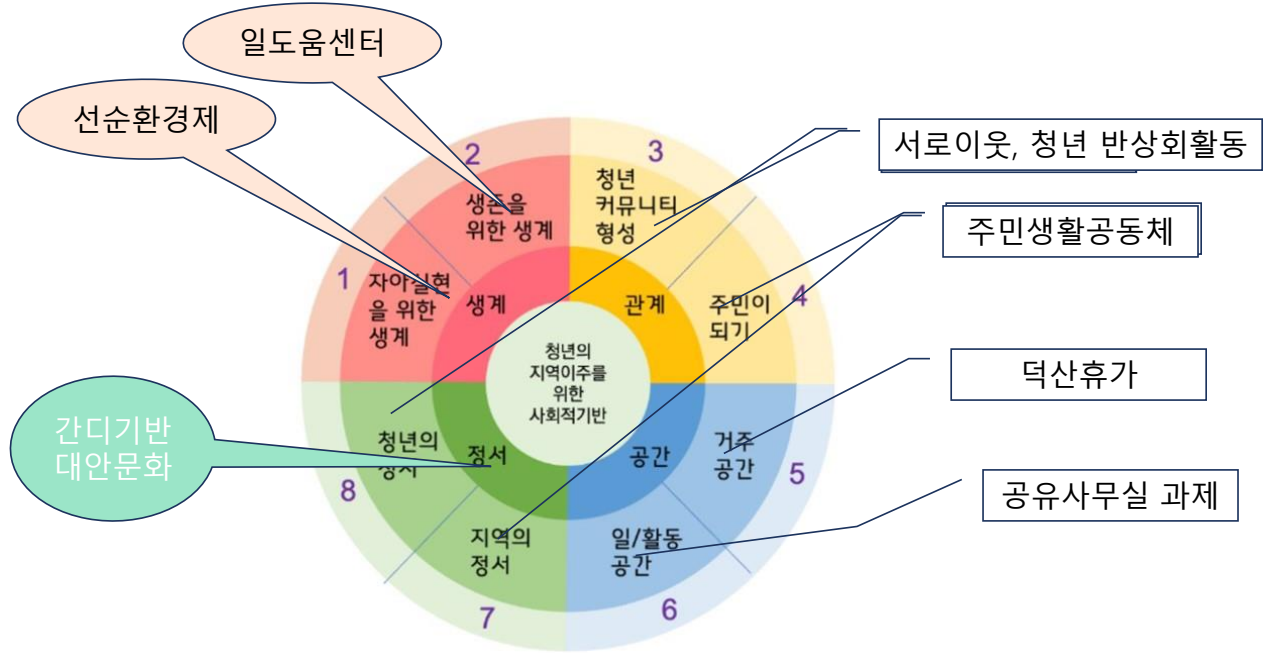 일도움센터
선순환경제
서로이웃, 청년 반상회활동
주민생활공동체
덕산휴가
공유사무실 과제
간디기반
대안문화
2
생존을
위한 생계
3
청년
커뮤니티
형성
1
자아실현
을 위한
생계
생계
관계
4
주민이
되기
청년의
지역이주를
위한
사회적기반
청년의
정서
8
정서
공간
거주
공간
5
지역의
정서
7
일/활동
공간
6